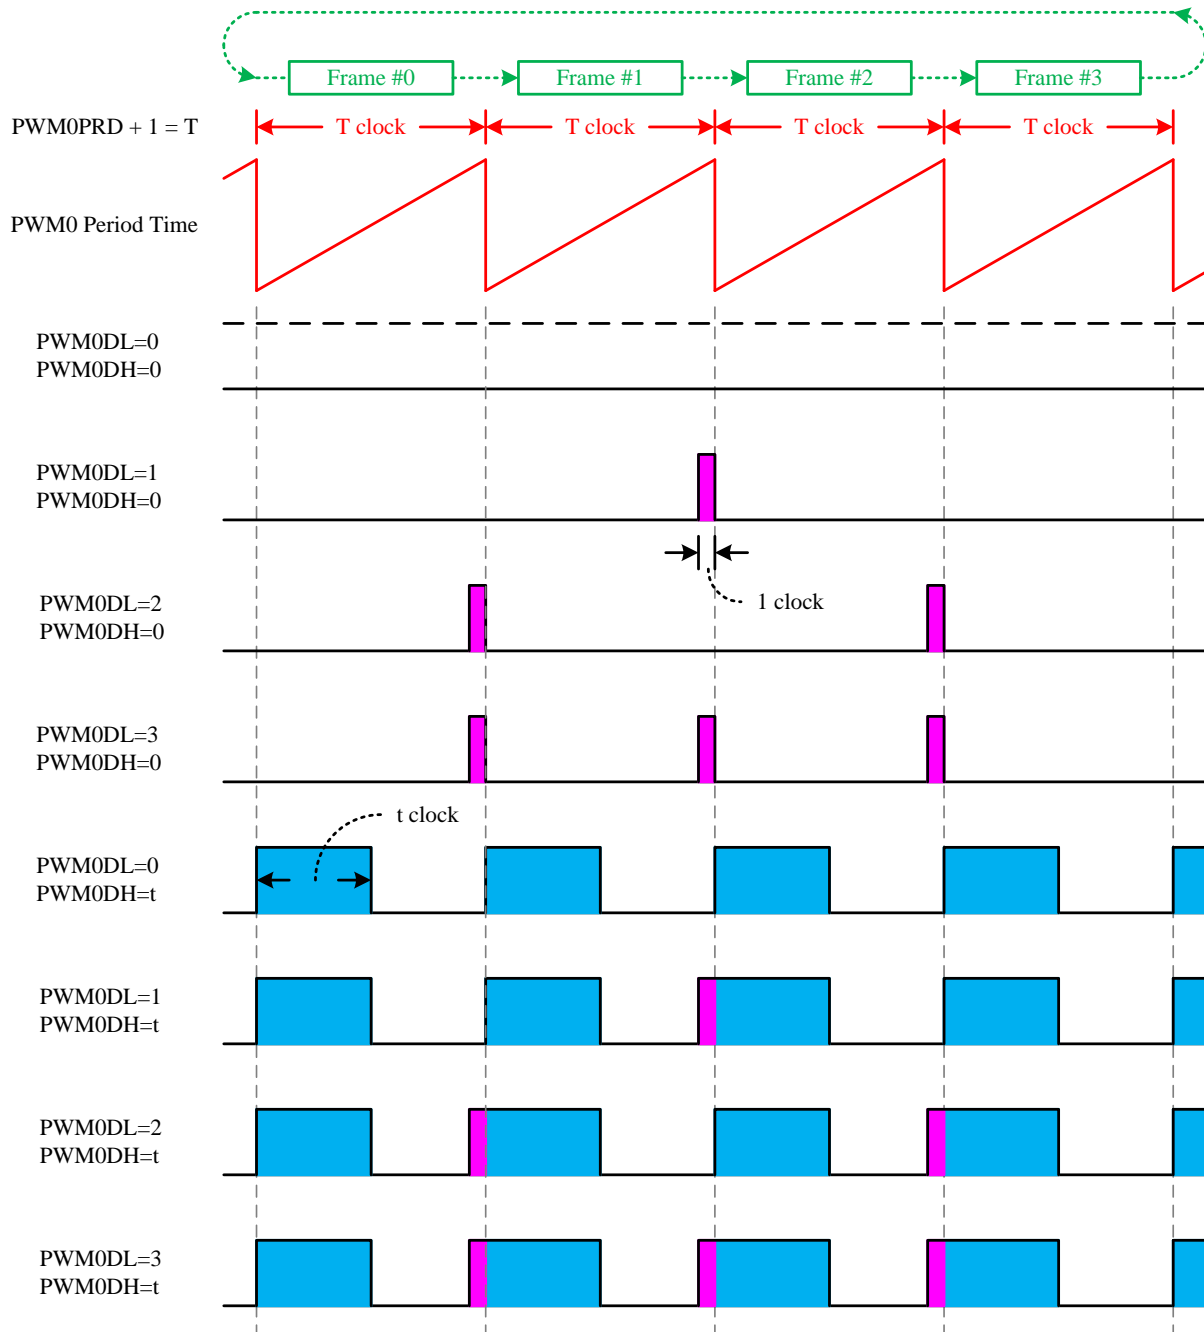 Frame #0
Frame #1
Frame #2
Frame #3
PWM0PRD + 1 = T
T clock
T clock
T clock
T clock
PWM0 Period Time
PWM0DL=0
PWM0DH=0
PWM0DL=1
PWM0DH=0
1 clock
PWM0DL=2
PWM0DH=0
PWM0DL=3
PWM0DH=0
t clock
PWM0DL=0
PWM0DH=t
PWM0DL=1
PWM0DH=t
PWM0DL=2
PWM0DH=t
PWM0DL=3
PWM0DH=t